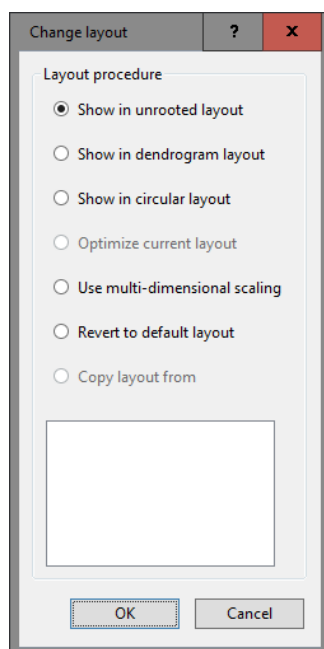 Change layout ? x
Layout procedure
Show in unrooted layout
Show in dendrogram layout
Show in circular layout
Optimize current layout
Use multi-dimensional scaling
Revert to default layout
Copy layout from
OK Cancel